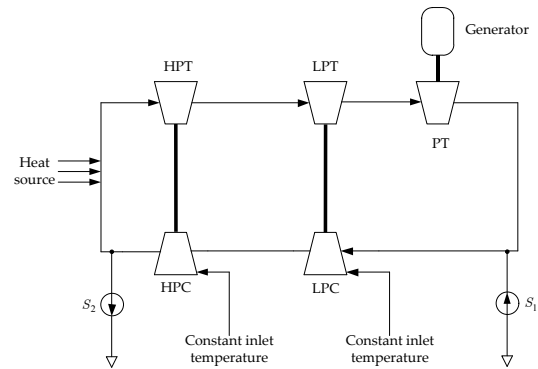 Generator
HPT
LPT
PT
Heat
source
S2
HPC
LPC
S1
Constant inlet
temperature
Constant inlet
temperature